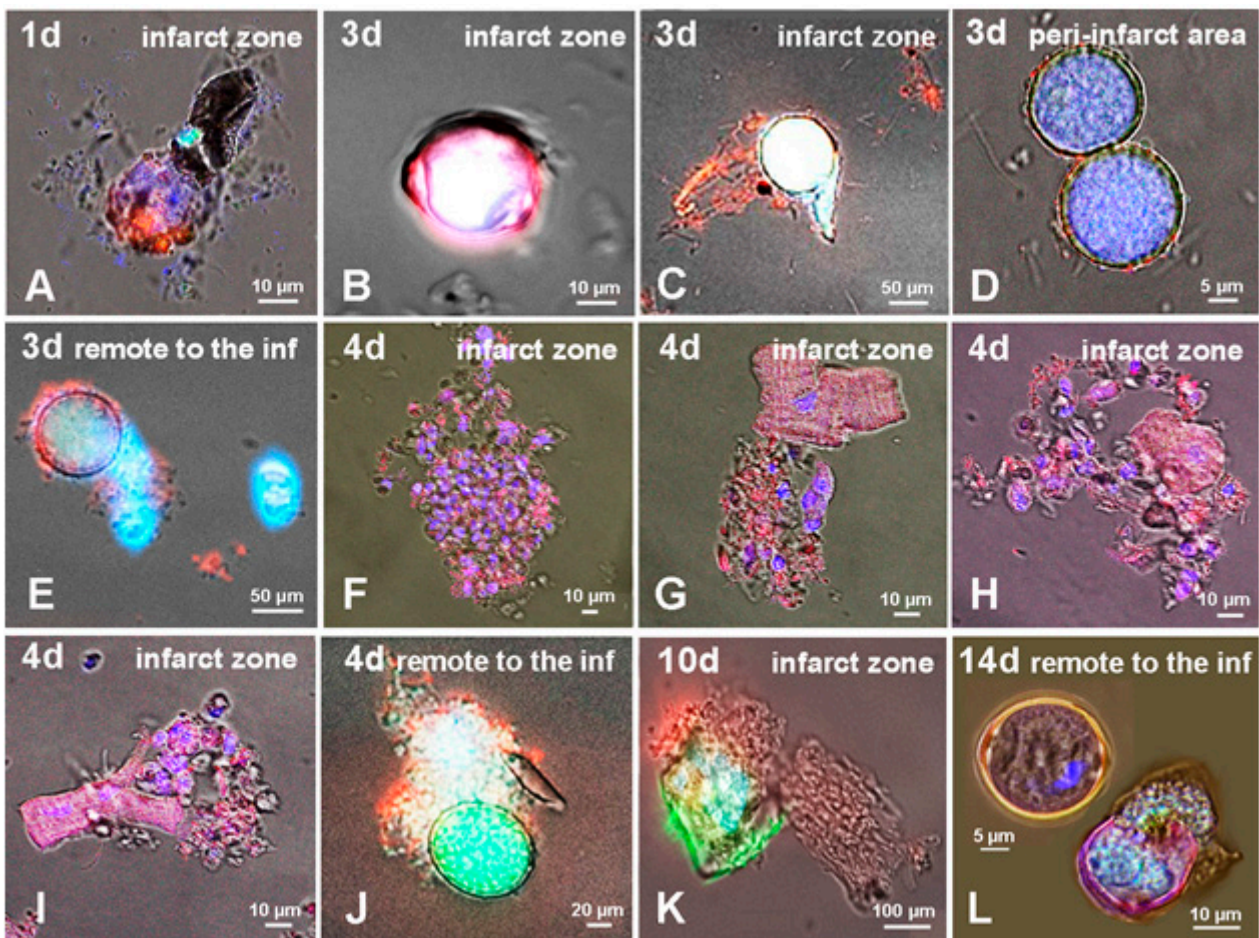 1d infarct zone
A 10 µm
3d infarct zone
B 10 µm
3d infarct zone
C 50 µm
3d peri-infarct area
D 5 µm
3d remote to the inf
E 50 µm
4d infarct zone
F 10 µm
4d infarct zone
G 10 µm
4d infarct zone
H 10 µm
4d infarct zone
I 10 µm
4d remote to the inf
J 20 µm
10d infarct zone
K 100 µm
14d remote to the inf
5 µm
L 10 µm